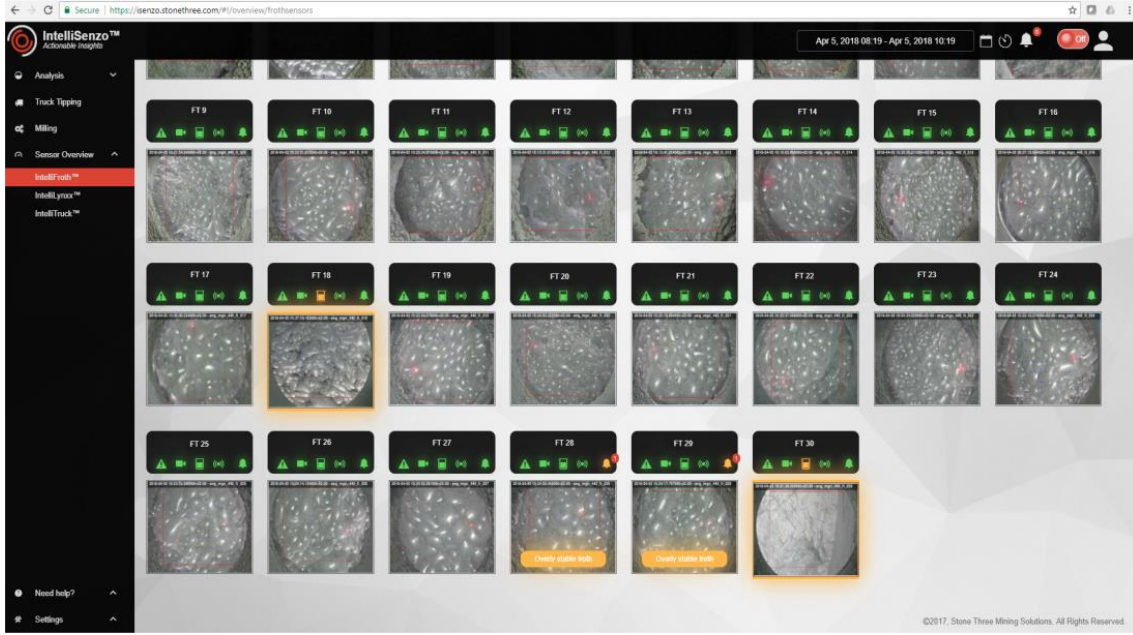 Secure | https://isenzo.stonethree.com/#!/overview/frothsensors
IntelliSenzo™
Actionable Insights
Apr 5, 2018 08:19 - Apr 5, 2018 10:19
Off
Analysis
Truck Tipping
Milling
Sensor Overview
IntelliFroth™
IntelliLynxx™
IntelliTruck™
FT 9
FT 10
FT 11
FT 12
FT 13
FT 14
FT 15
FT 16
FT 17
FT 18
FT 19
FT 20
FT 21
FT 22
FT 23
FT 24
FT 25
FT 26
FT 27
FT 28
1
FT 29
1
FT 30
Overly stable froth
Overly stable froth
Need help?
Settings
©2017, Stone Three Mining Solutions. All Rights Reserved.